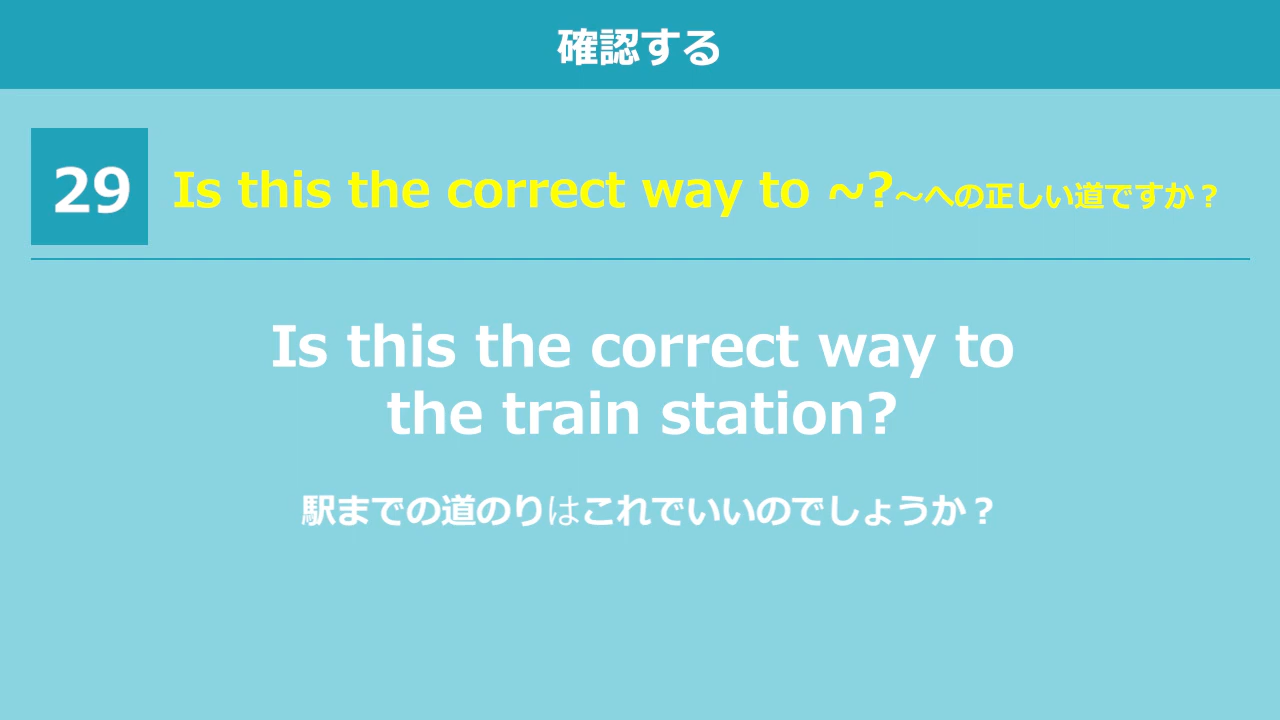 確認する
29
Is this the correct way to ~?～への正しい道ですか？
Is this the correct way to
the train station?
駅までの道のりはこれでいいのでしょうか？